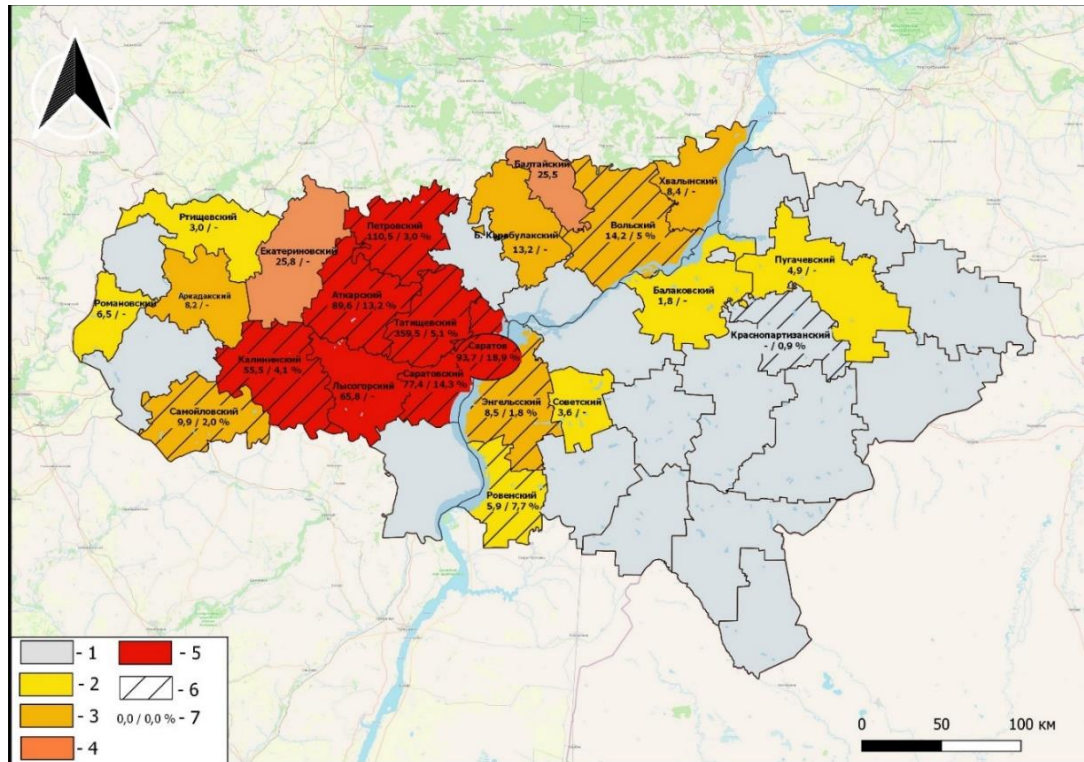 Балтайский
25,5
Хвалынский
8,4 / -
Ртищевский
3,0 / -
Петровский
110,5 / 3,0 %
Вольский
14,2 / 5 %
Б. Карабулакский
13,2 / -
Екатериновский
25,8 / -
Пугачевский
4,9 / -
Балаковский
1,8 / -
Романовский
6,5 / -
Аркадакский
8,2 / -
Аткарский
89,6 / 13,2 %
Татищевский
359,5 / 5,1 %
Краснопартизанский
- / 0,9 %
Саратов
93,7 / 18,9 %
Калининский
55,5 / 4,1 %
Лысогорский
65,8 / -
Саратовский
77,4 / 14,3 %
Энгельсский
8,5 / 1,8 %
Советский
3,6 / -
Самойловский
9,9 / 2,0 %
Ровенский
5,9 / 7,7 %
- 1
- 5
- 2
- 6
- 3
0,0 / 0,0 % - 7
- 4
0 50 100 км